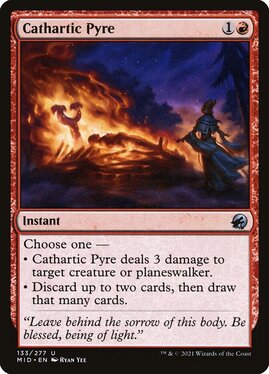 Cathartic Pyre 1
Instant
Choose one —
• Cathartic Pyre deals 3 damage to
target creature or planeswalker.
• Discard up to two cards, then draw
that many cards.
“Leave behind the sorrow of this body. Be
blessed, being of light.”
133/277 U
MID • EN Ryan Yee ™ & © 2021 Wizards of the Coast